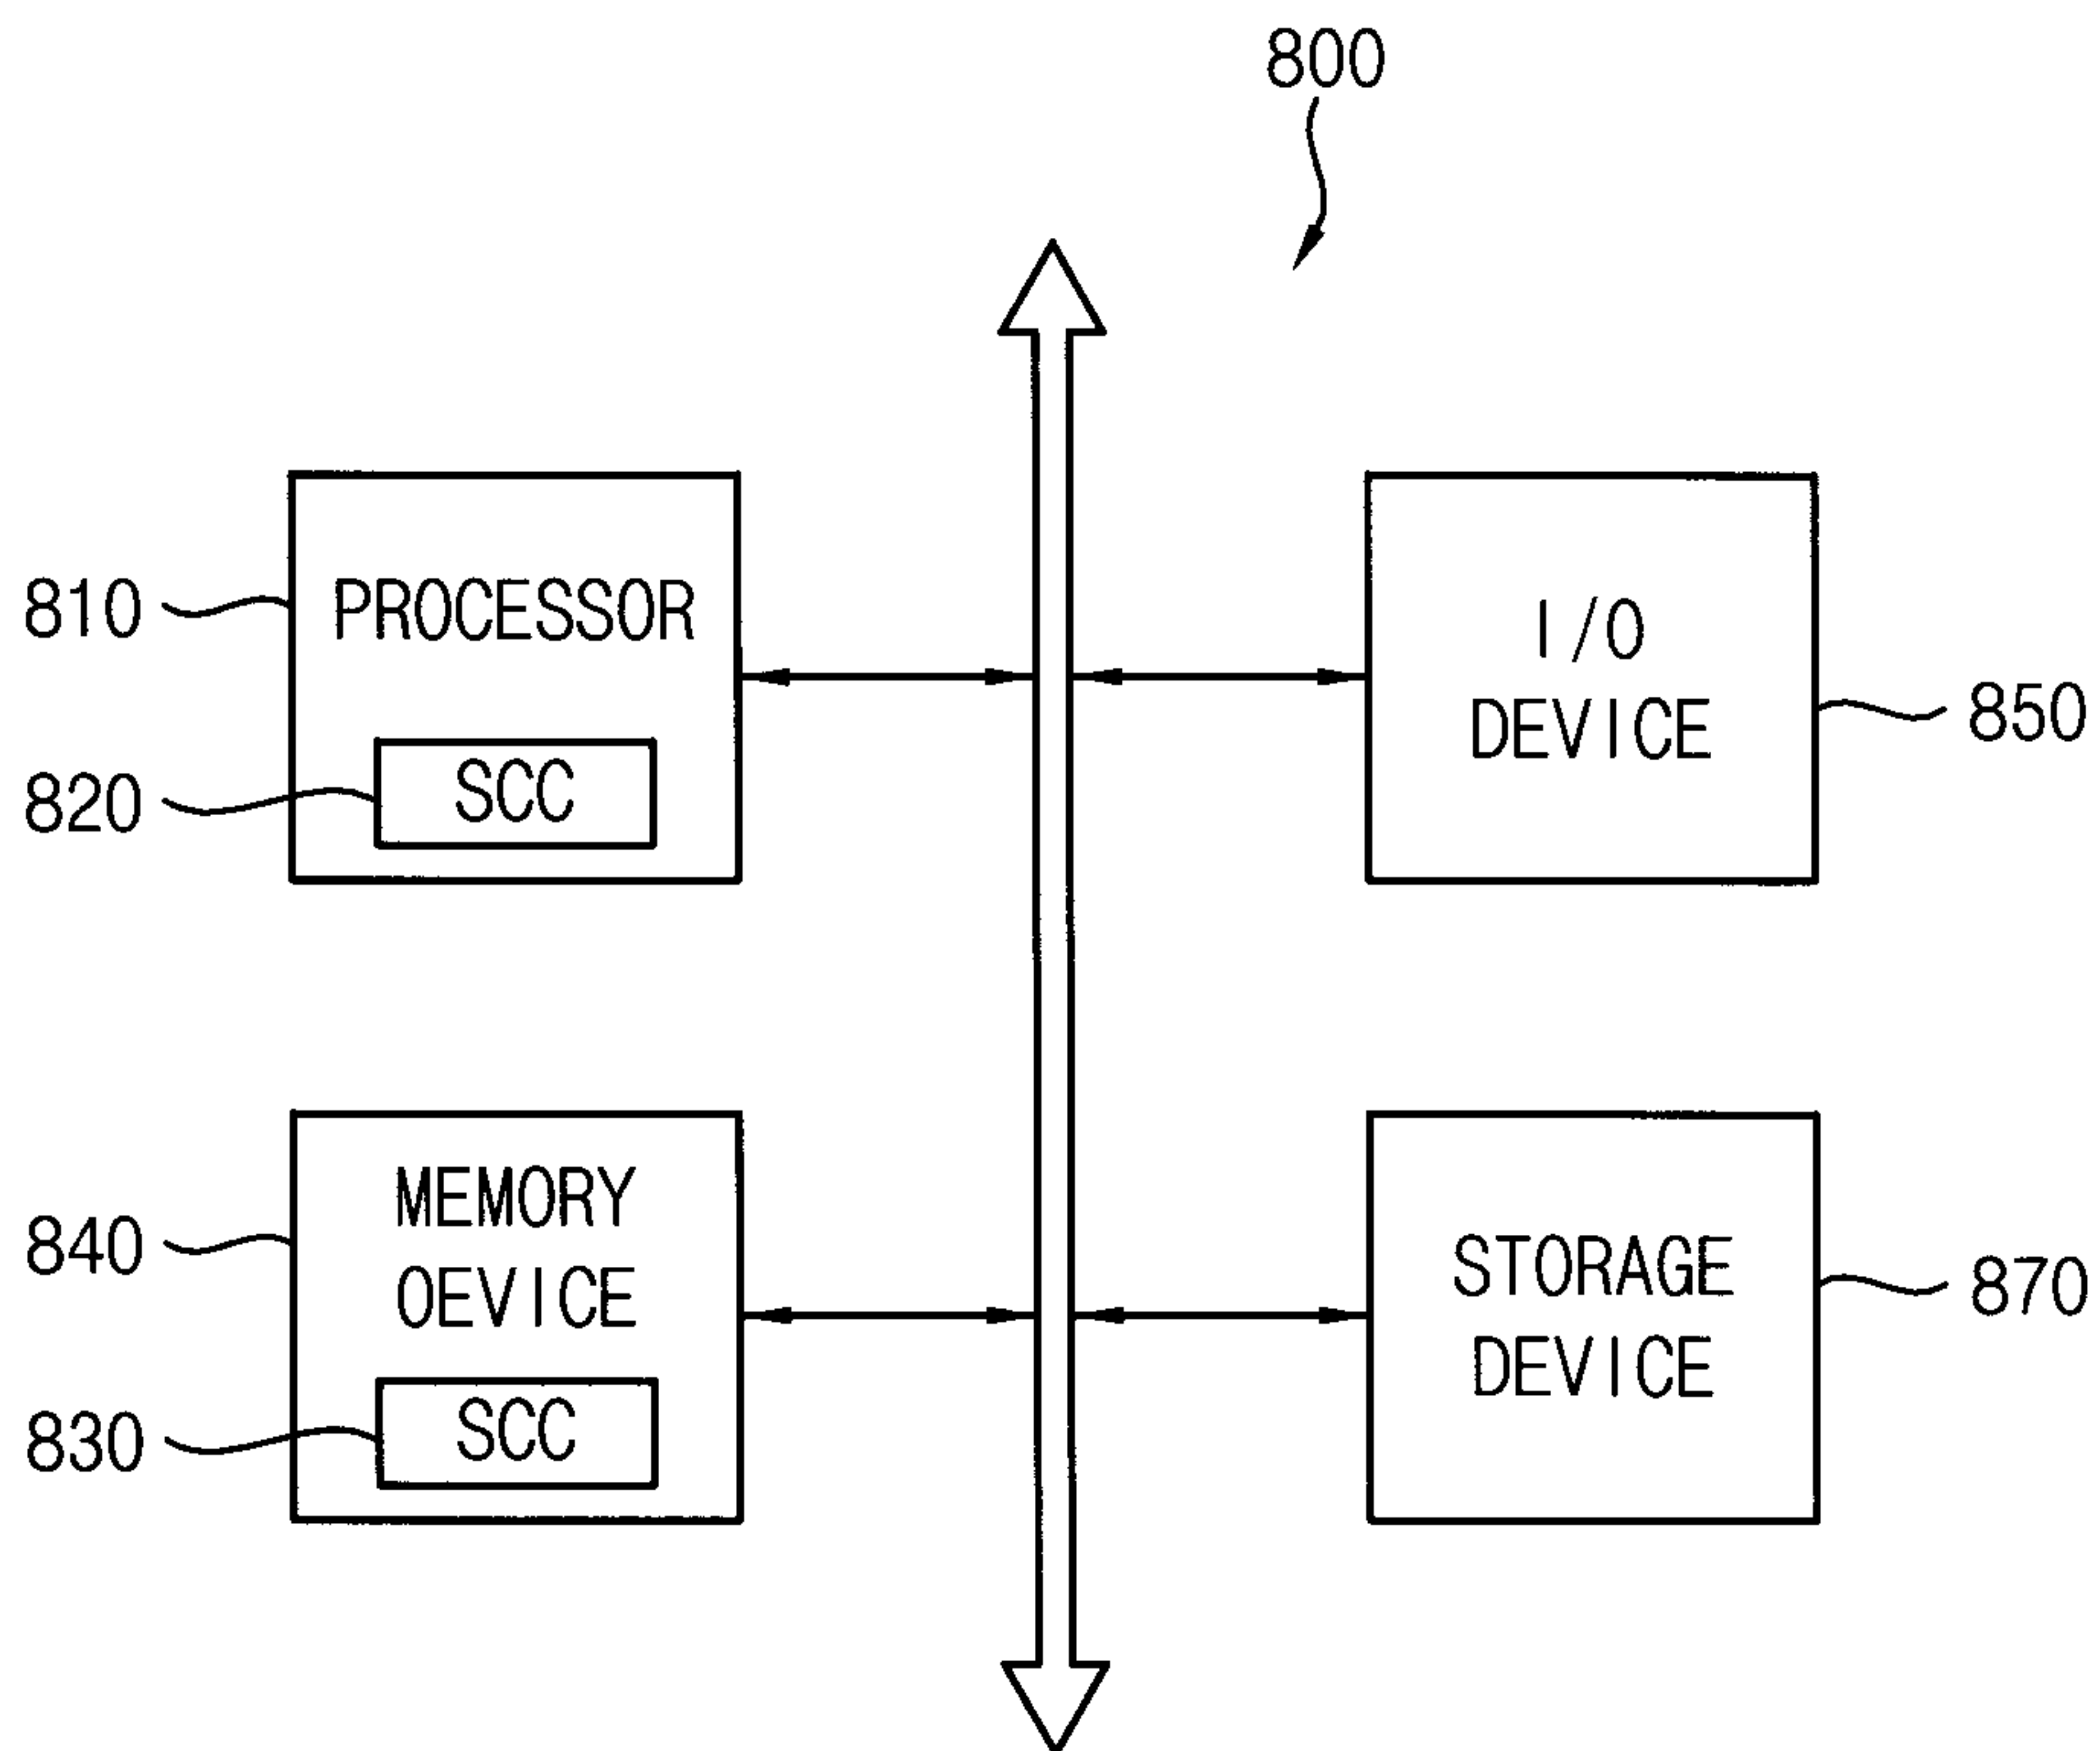 800
810
PROCESSOR
820
SCC
I/O
DEVICE
850
840
MEMORY
OEVICE
830
SCC
STORAGE
DEVICE
870